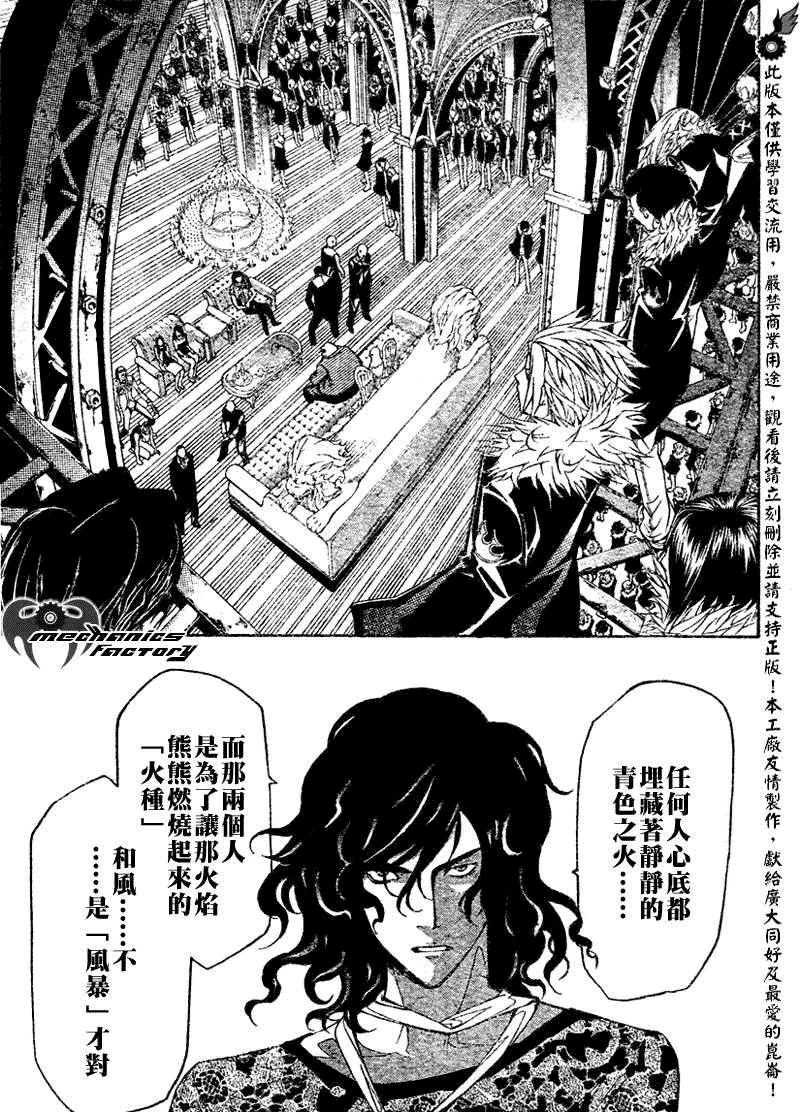 此版本僅供學習交流用，嚴禁商業用途，觀看後請立刻刪除並請支持正版！本工廠友情製作，獻給廣大同好及最愛的崑崙！
mechanics
factory
任何人心底都
埋藏著靜靜的
青色之火……
而那兩個人
是為了讓那火焰
熊熊燃燒起來的
「火種」
和風……不
……是「風暴」才對